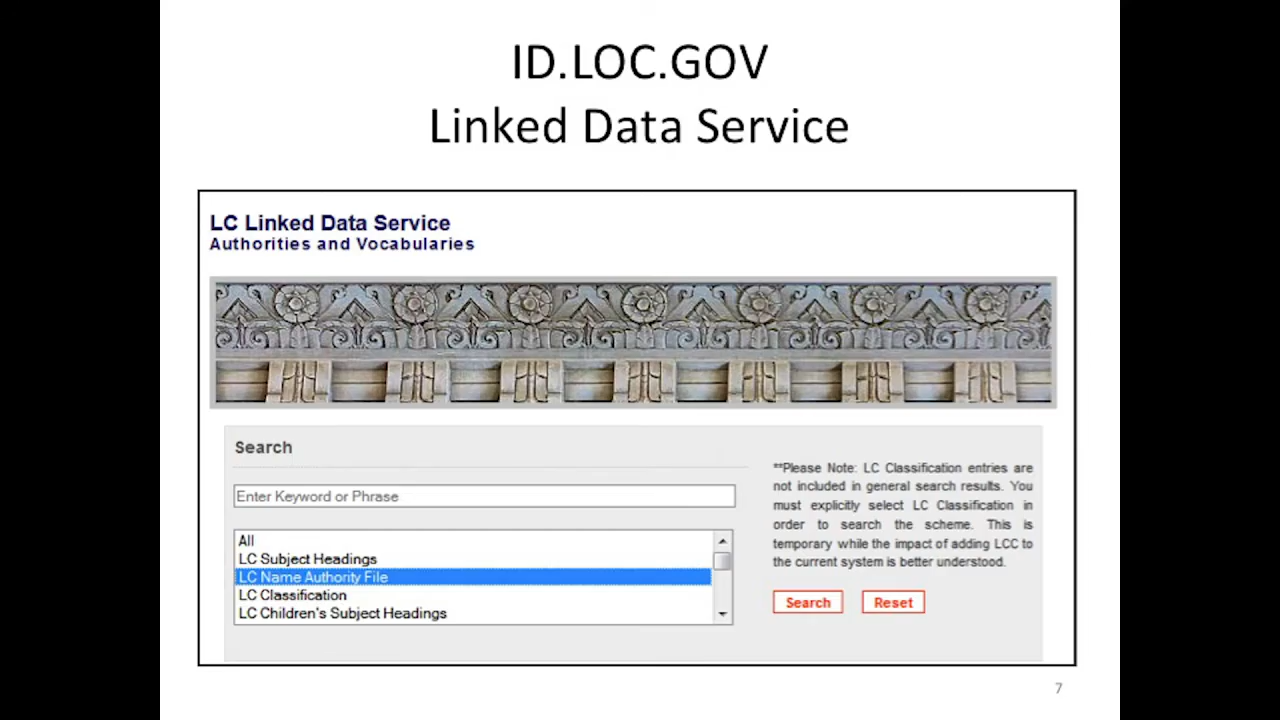 ID.LOC.GOV
Linked Data Service
LC Linked Data Service
Authorities and Vocabularies
Search
Enter Keyword or Phrase
All
LC Subject Headings
LC Name Authority File
LC Classification
LC Children's Subject Headings
**Please Note: LC Classification entries are
not included in general search results. You
must explicitly select LC Classification in
order to search the scheme. This is
temporary while the impact of adding LCC to
the current system is better understood.
Search Reset
7